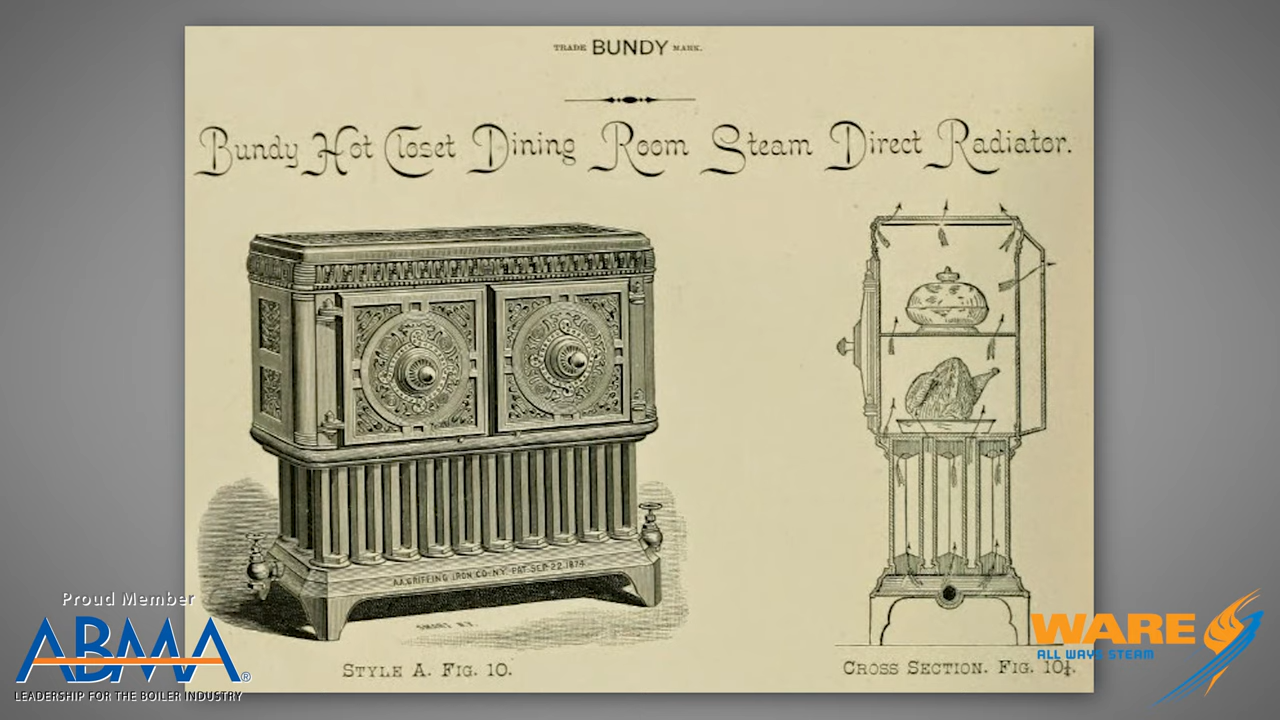 TRADE BUNDY MARK.
Bundy Hot Closet Dining Room Steam Direct Radiator.
A.A. GRIFFING IRON CO. N.Y. PAT. SEP. 22. 1874
STYLE A. FIG. 10.
CROSS SECTION. FIG. 10¼.
Proud Member
ABMA®
LEADERSHIP FOR THE BOILER INDUSTRY
WARE
ALL WAYS STEAM